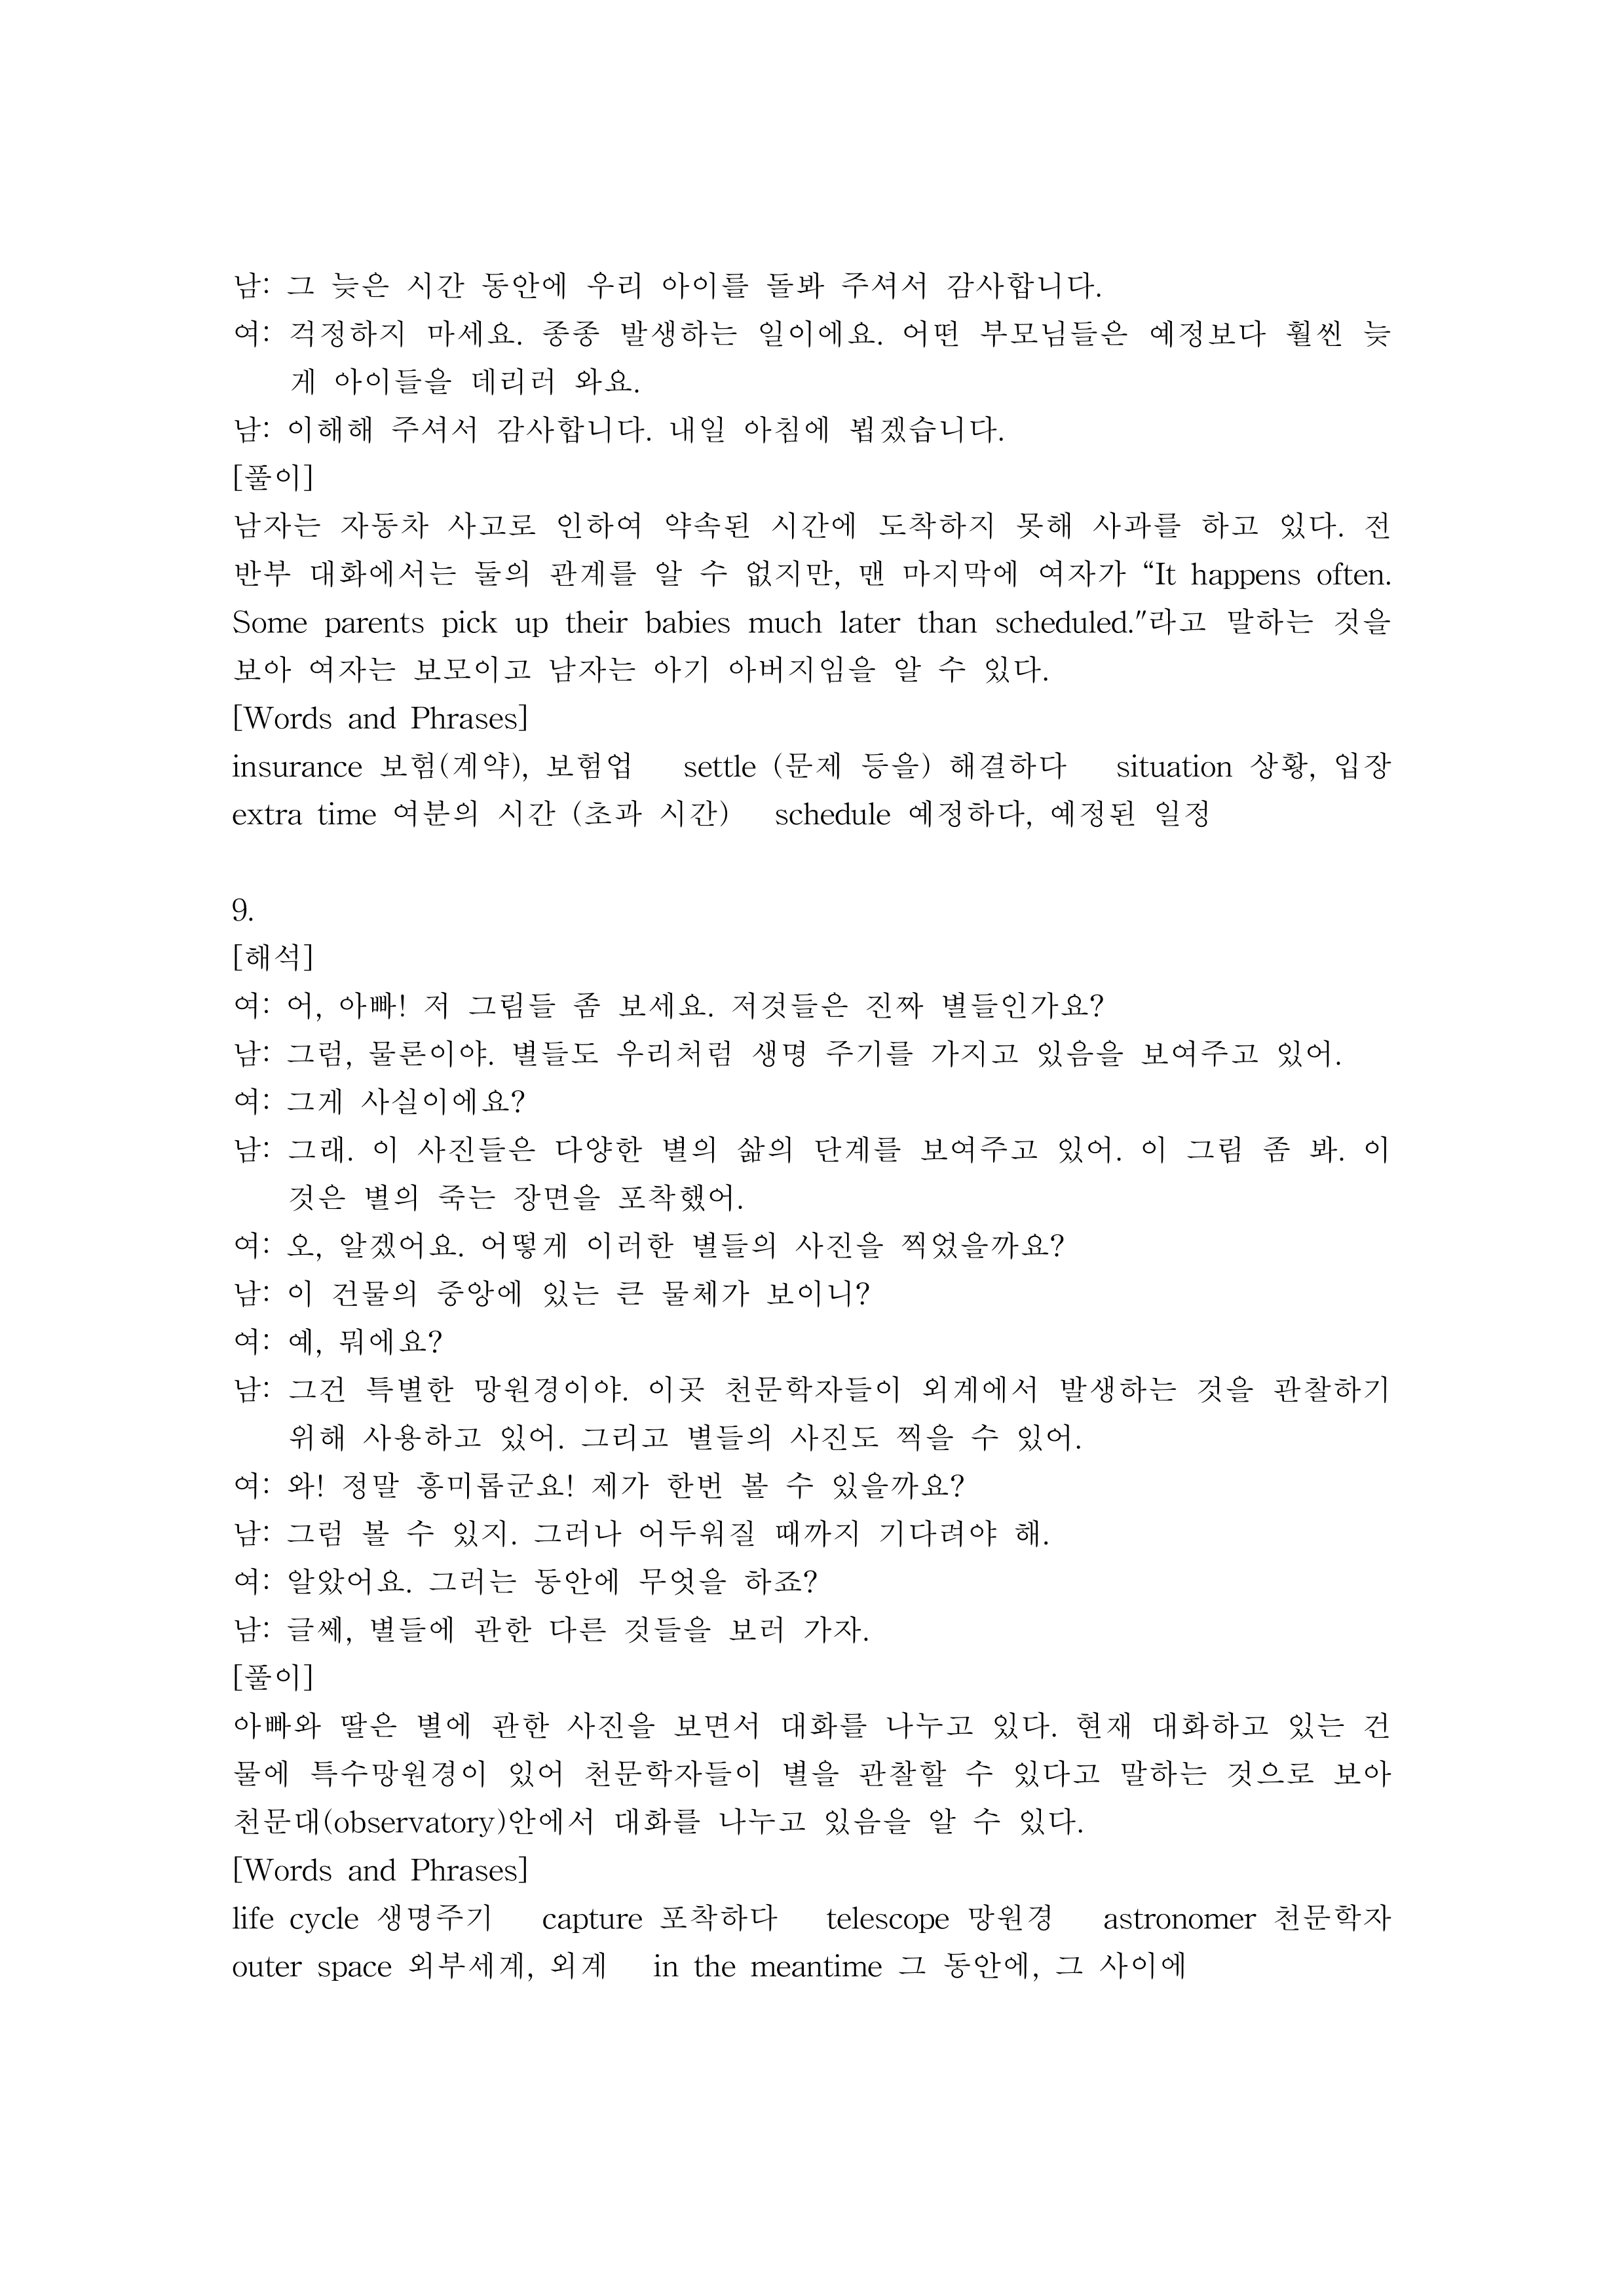 남: 그 늦은 시간 동안에 우리 아이를 돌봐 주셔서 감사합니다.
여: 걱정하지 마세요. 종종 발생하는 일이에요. 어떤 부모님들은 예정보다 훨씬 늦
게 아이들을 데리러 와요.
남: 이해해 주셔서 감사합니다. 내일 아침에 뵙겠습니다.
[풀이]
남자는 자동차 사고로 인하여 약속된 시간에 도착하지 못해 사과를 하고 있다. 전
반부 대화에서는 둘의 관계를 알 수 없지만, 맨 마지막에 여자가 “It happens often.
Some parents pick up their babies much later than scheduled.″라고 말하는 것을
보아 여자는 보모이고 남자는 아기 아버지임을 알 수 있다.
[Words and Phrases]
insurance 보험(계약), 보험업 settle (문제 등을) 해결하다 situation 상황, 입장
extra time 여분의 시간 (초과 시간) schedule 예정하다, 예정된 일정
9.
[해석]
여: 어, 아빠! 저 그림들 좀 보세요. 저것들은 진짜 별들인가요?
남: 그럼, 물론이야. 별들도 우리처럼 생명 주기를 가지고 있음을 보여주고 있어.
여: 그게 사실이에요?
남: 그래. 이 사진들은 다양한 별의 삶의 단계를 보여주고 있어. 이 그림 좀 봐. 이
것은 별의 죽는 장면을 포착했어.
여: 오, 알겠어요. 어떻게 이러한 별들의 사진을 찍었을까요?
남: 이 건물의 중앙에 있는 큰 물체가 보이니?
여: 예, 뭐에요?
남: 그건 특별한 망원경이야. 이곳 천문학자들이 외계에서 발생하는 것을 관찰하기
위해 사용하고 있어. 그리고 별들의 사진도 찍을 수 있어.
여: 와! 정말 흥미롭군요! 제가 한번 볼 수 있을까요?
남: 그럼 볼 수 있지. 그러나 어두워질 때까지 기다려야 해.
여: 알았어요. 그러는 동안에 무엇을 하죠?
남: 글쎄, 별들에 관한 다른 것들을 보러 가자.
[풀이]
아빠와 딸은 별에 관한 사진을 보면서 대화를 나누고 있다. 현재 대화하고 있는 건
물에 특수망원경이 있어 천문학자들이 별을 관찰할 수 있다고 말하는 것으로 보아
천문대(observatory)안에서 대화를 나누고 있음을 알 수 있다.
[Words and Phrases]
life cycle 생명주기 capture 포착하다 telescope 망원경 astronomer 천문학자
outer space 외부세계, 외계 in the meantime 그 동안에, 그 사이에